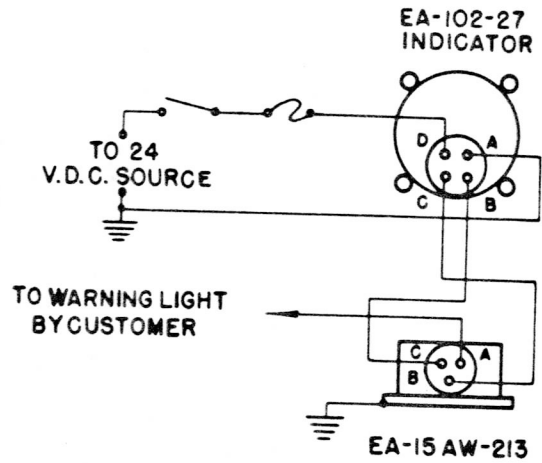 EA-102-27
INDICATOR
D A
C B
TO 24
V.D.C. SOURCE
TO WARNING LIGHT
BY CUSTOMER
C A
B
EA-15 AW-213